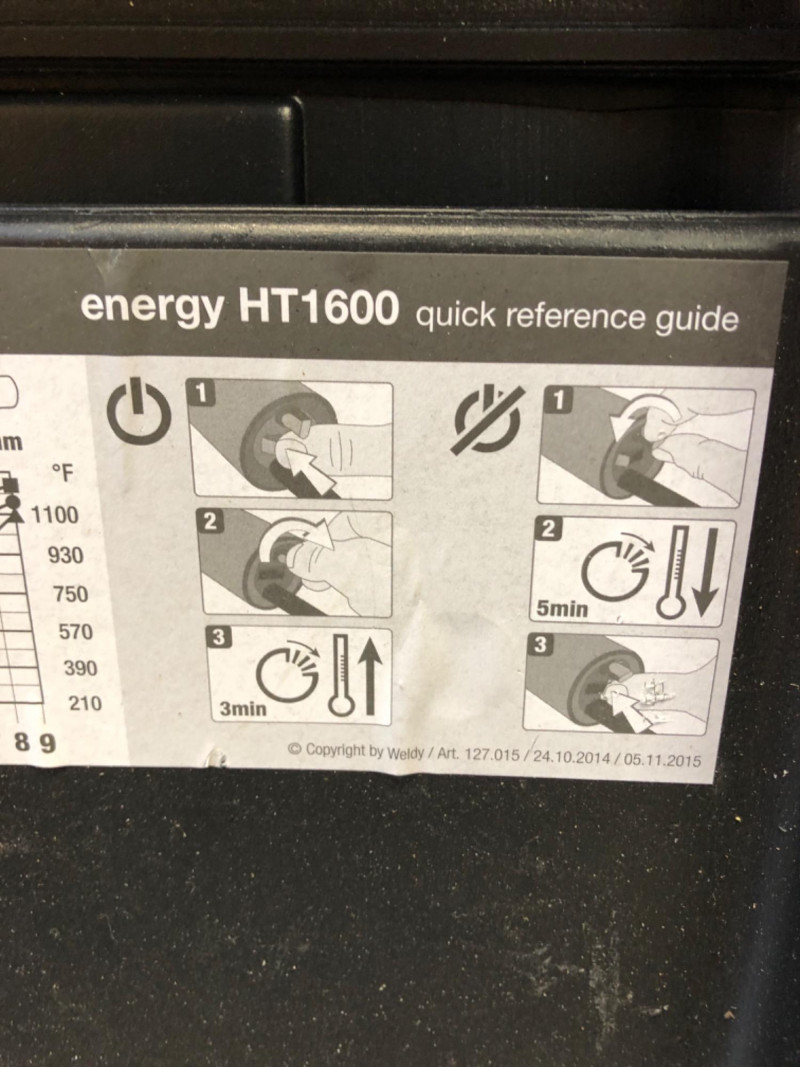 energy HT1600 quick reference guide
°F
1100
930
750
570
390
210
8 9
1
2
3
3min
1
2
5min
3
© Copyright by Weldy / Art. 127.015 / 24.10.2014 / 05.11.2015